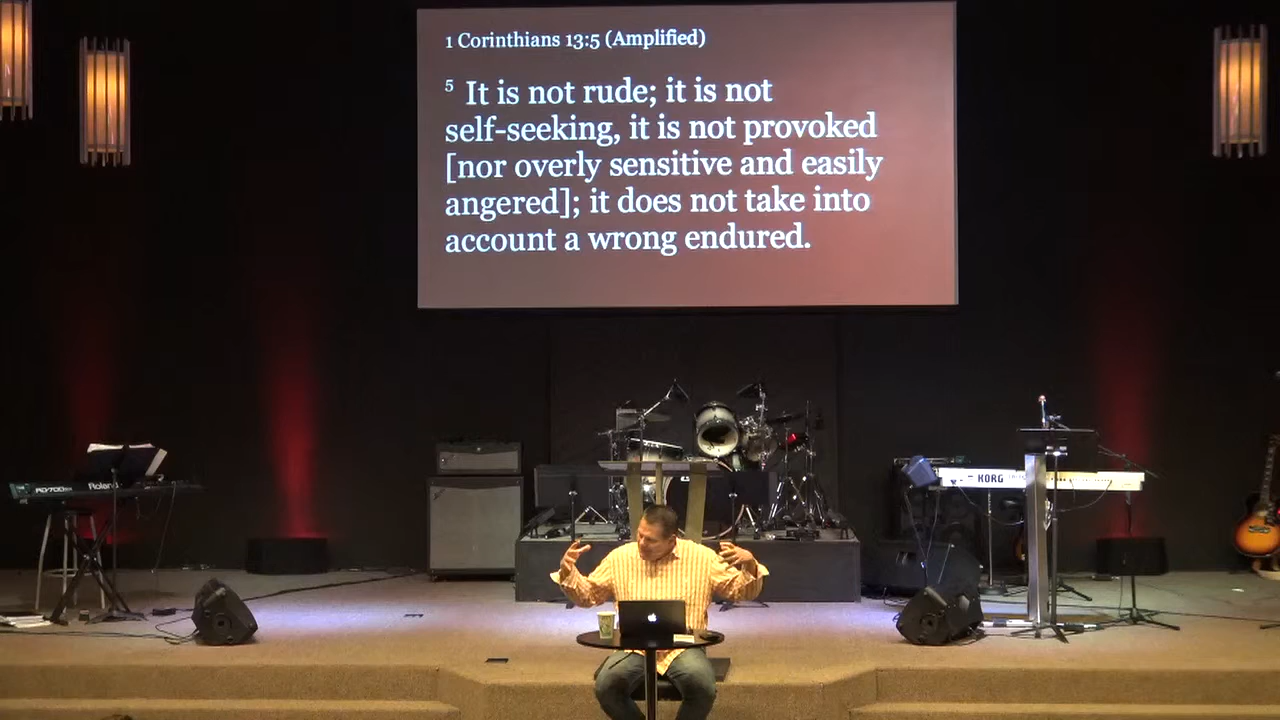 1 Corinthians 13:5 (Amplified)
5 It is not rude; it is not
self-seeking, it is not provoked
[nor overly sensitive and easily
angered]; it does not take into
account a wrong endured.
Roland
KORG